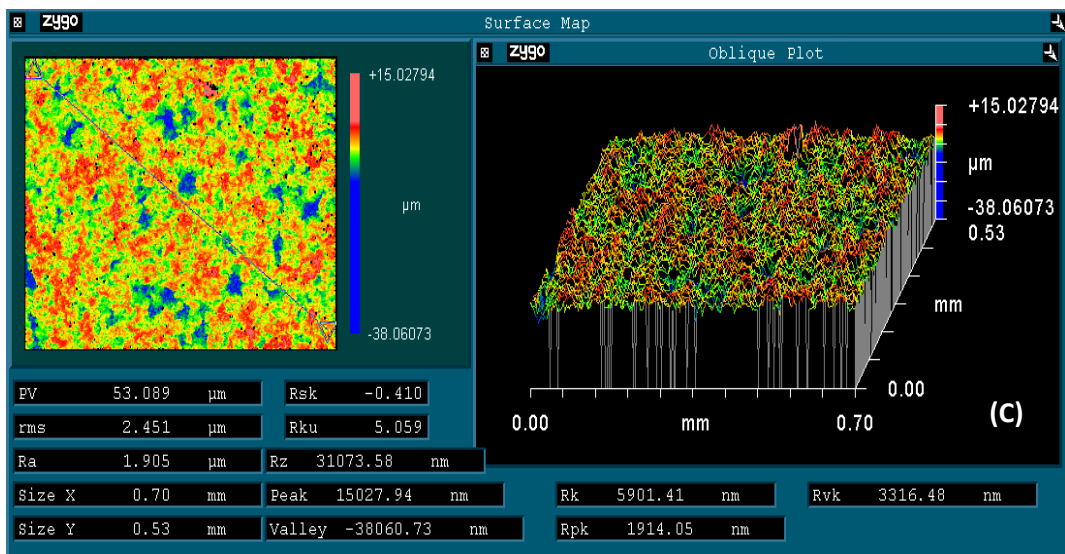 zygo Surface Map
+15.02794
µm
-38.06073
zygo Oblique Plot
+15.02794
µm
-38.06073
0.53
mm
0.00
0.00 mm 0.70
(C)
PV 53.089 µm Rsk -0.410
rms 2.451 µm Rku 5.059
Ra 1.905 µm Rz 31073.58 nm
Size X 0.70 mm Peak 15027.94 nm Rk 5901.41 nm Rvk 3316.48 nm
Size Y 0.53 mm Valley -38060.73 nm Rpk 1914.05 nm